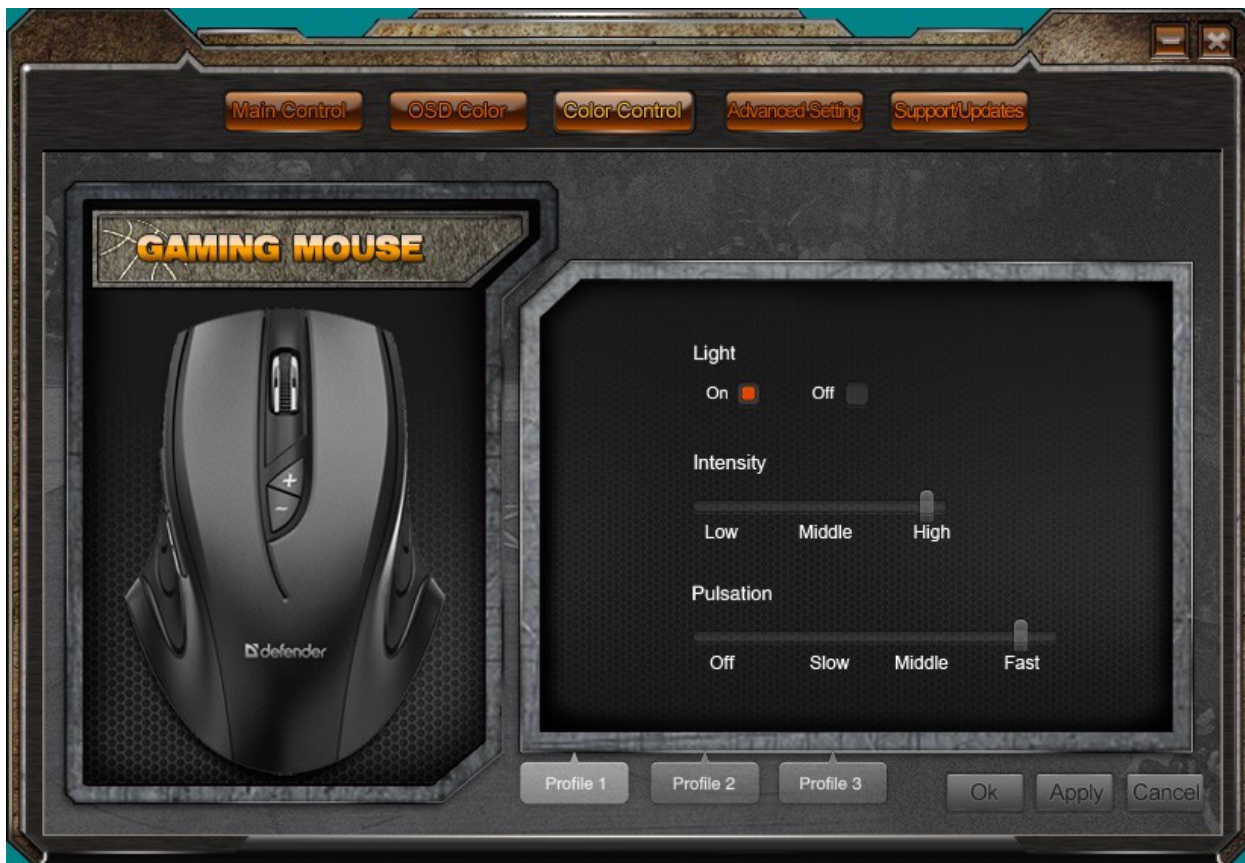 Main Control OSD Color Color Control Advanced Setting Support/Updates
GAMING MOUSE
Light
On Off
Intensity
Low Middle High
Pulsation
Off Slow Middle Fast
defender
Profile 1 Profile 2 Profile 3
Ok Apply Cancel